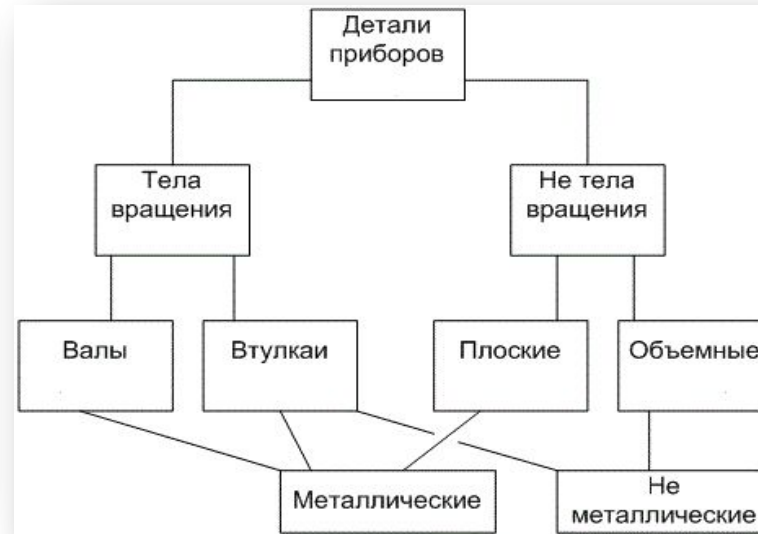 Детали
приборов
Тела
вращения
Не тела
вращения
Валы
Втулкаи
Плоские
Объемные
Металлические
Не
металлические